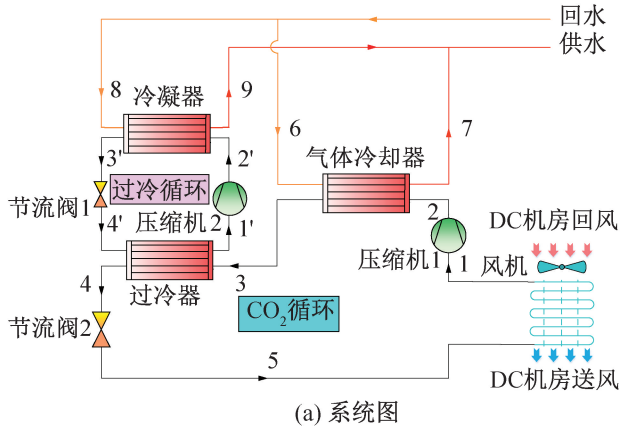 回水
供水
8
冷凝器
9
6
7
气体冷却器
3'
2'
过冷循环
节流阀1
4'
压缩机2
1'
2
DC机房回风
压缩机1
1
风机
4
过冷器
3
CO₂循环
节流阀2
5
DC机房送风
(a) 系统图